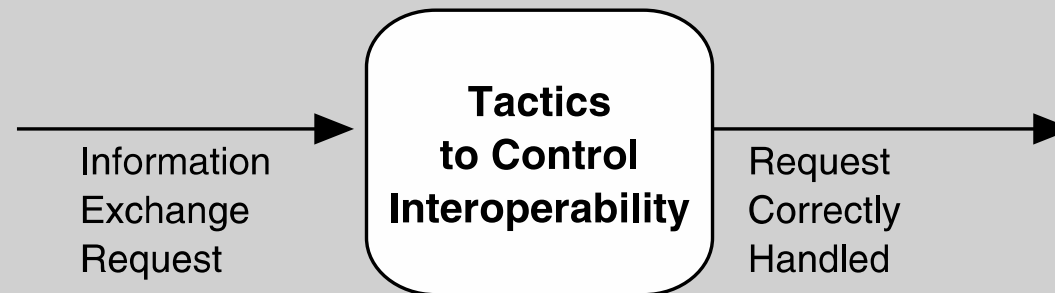 Information
Exchange
Request
Tactics
to Control
Interoperability
Request
Correctly
Handled